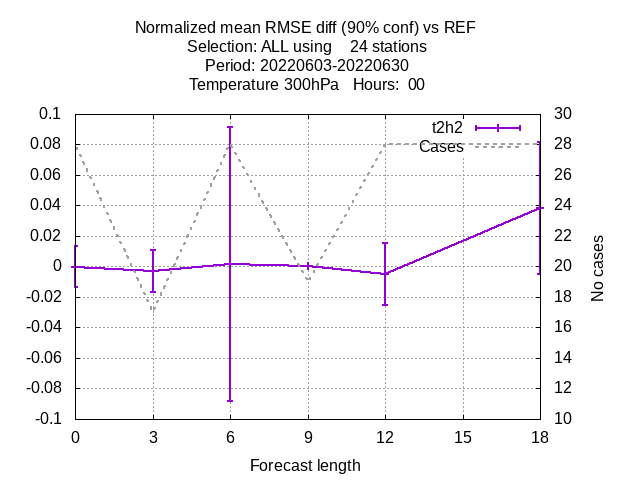 Normalized mean RMSE diff (90% conf) vs REF
Selection: ALL using    24 stations
Period: 20220603-20220630
Temperature 300hPa   Hours:  00
t2h2
Cases
0.1
0.08
0.06
0.04
0.02
0
-0.02
-0.04
-0.06
-0.08
-0.1
30
28
26
24
22
20
18
16
14
12
10
No cases
0 3 6 9 12 15 18
Forecast length